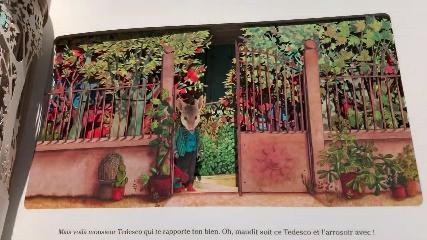 Mais voilà monsieur Tedesco qui te rapporte ton bien. Oh, maudit soit ce Tedesco et l'arrosoir avec !